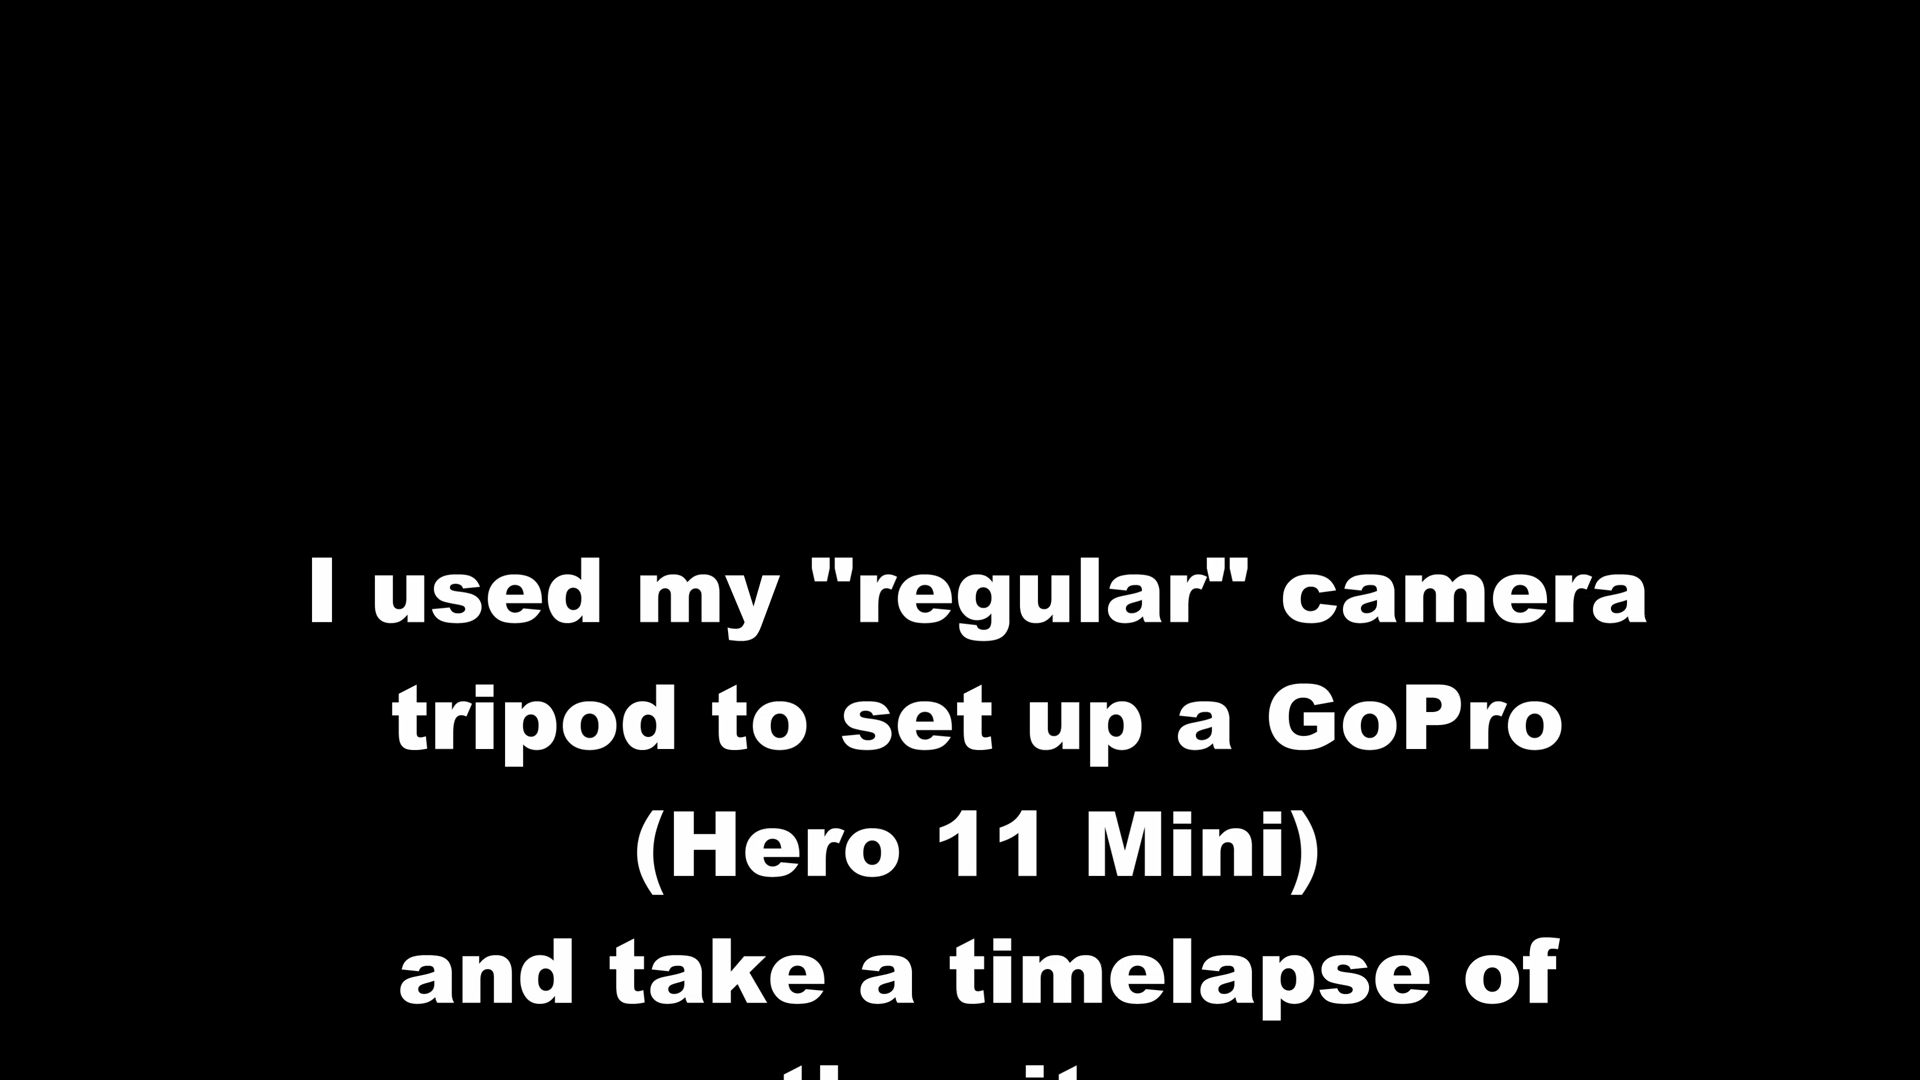 I used my "regular" camera
tripod to set up a GoPro
(Hero 11 Mini)
and take a timelapse of